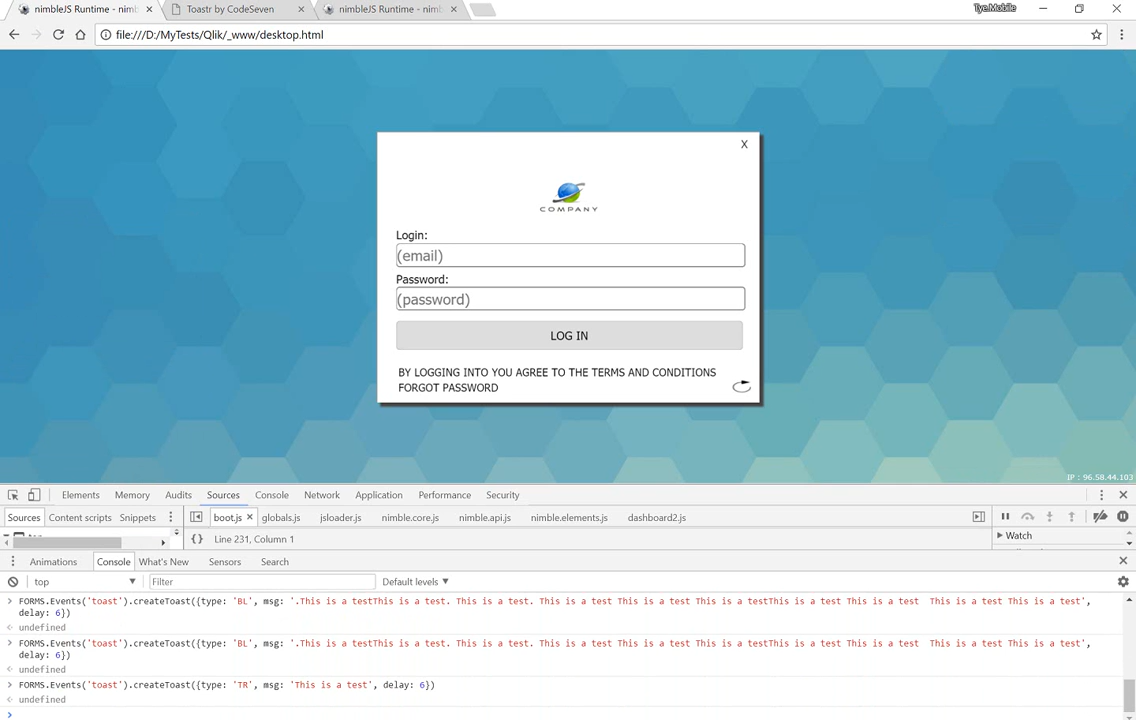 nimbleJS Runtime - nimb
Toastr by CodeSeven
nimbleJS Runtime - nimb
Tye.Mobile
file:///D:/MyTests/Qlik/_www/desktop.html
X
COMPANY
Login:
(email)
Password:
(password)
LOG IN
BY LOGGING INTO YOU AGREE TO THE TERMS AND CONDITIONS
FORGOT PASSWORD
IP : 96.58.44.103
Elements Memory Audits Sources Console Network Application Performance Security
Sources Content scripts Snippets boot.js globals.js jsloader.js nimble.core.js nimble.api.js nimble.elements.js dashboard2.js
{ } Line 231, Column 1
Watch
Animations Console What's New Sensors Search
top Filter Default levels
FORMS.Events('toast').createToast({type: 'BL', msg: '.This is a testThis is a test. This is a test. This is a test This is a test This is a testThis is a test This is a test  This is a test This is a test',
delay: 6})
undefined
FORMS.Events('toast').createToast({type: 'BL', msg: '.This is a testThis is a test. This is a test. This is a test This is a test This is a testThis is a test This is a test  This is a test This is a test',
delay: 6})
undefined
FORMS.Events('toast').createToast({type: 'TR', msg: 'This is a test', delay: 6})
undefined